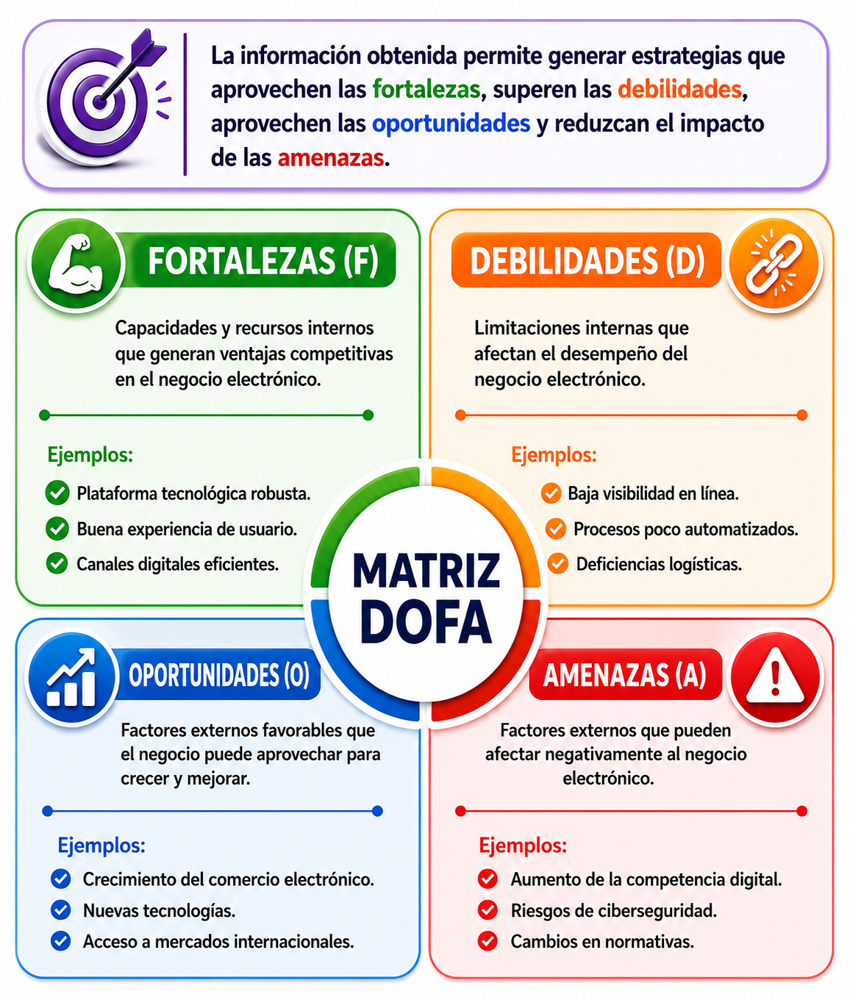 La información obtenida permite generar estrategias que
aprovechen las fortalezas, superen las debilidades,
aprovechen las oportunidades y reduzcan el impacto
de las amenazas.
FORTALEZAS (F)
Capacidades y recursos internos
que generan ventajas competitivas
en el negocio electrónico.
Ejemplos:
Plataforma tecnológica robusta.
Buena experiencia de usuario.
Canales digitales eficientes.
DEBILIDADES (D)
Limitaciones internas que
afectan el desempeño del
negocio electrónico.
Ejemplos:
Baja visibilidad en línea.
Procesos poco automatizados.
Deficiencias logísticas.
MATRIZ
DOFA
OPORTUNIDADES (O)
Factores externos favorables que
el negocio puede aprovechar para
crecer y mejorar.
Ejemplos:
Crecimiento del comercio electrónico.
Nuevas tecnologías.
Acceso a mercados internacionales.
AMENAZAS (A)
Factores externos que pueden
afectar negativamente al negocio
electrónico.
Ejemplos:
Aumento de la competencia digital.
Riesgos de ciberseguridad.
Cambios en normativas.